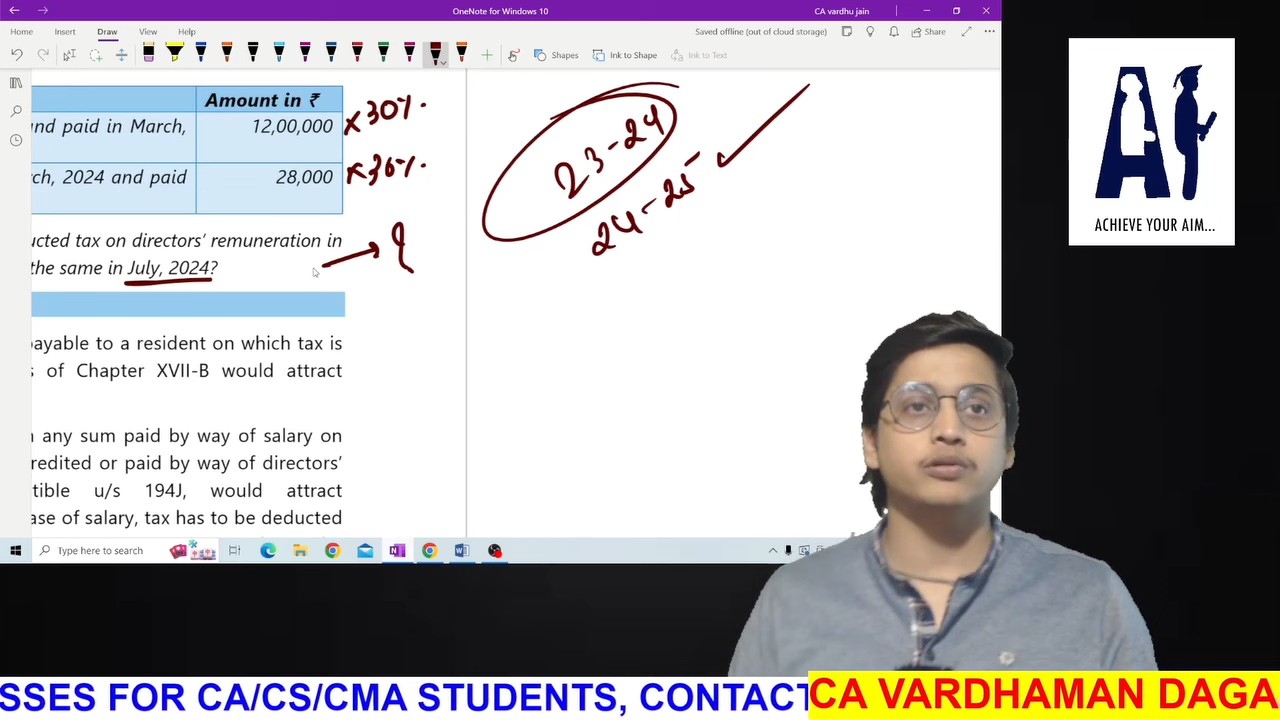 OneNote for Windows 10
CA vardhu jain
Home Insert Draw View Help
Saved offline (out of cloud storage)
Share
Shapes
Ink to Shape
Ink to Text
Amount in ₹
and paid in March, 12,00,000 x30%.
ch, 2024 and paid 28,000 x30%.
ucted tax on directors' remuneration in
the same in July, 2024?
23-24
24-25
payable to a resident on which tax is
s of Chapter XVII-B would attract
n any sum paid by way of salary on
redited or paid by way of directors'
tible u/s 194J, would attract
ase of salary, tax has to be deducted
Type here to search
AI
ACHIEVE YOUR AIM...
SSES FOR CA/CS/CMA STUDENTS, CONTACT
CA VARDHAMAN DAGA